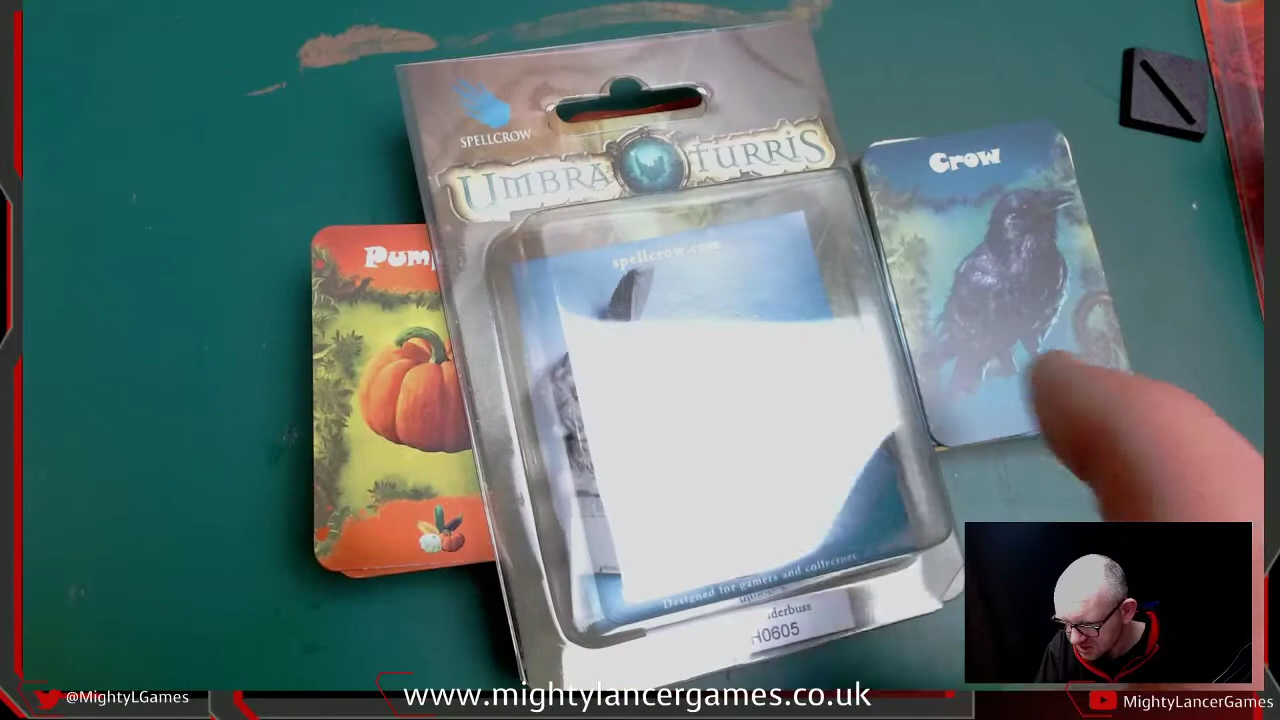 SPELLCROW
UMBRA TURRIS
Crow
Pump
spellcrow.com
Designed for gamers and collectors
derbuss
H0605
@MightyLGames
www.mightylancergames.co.uk
MightyLancerGames